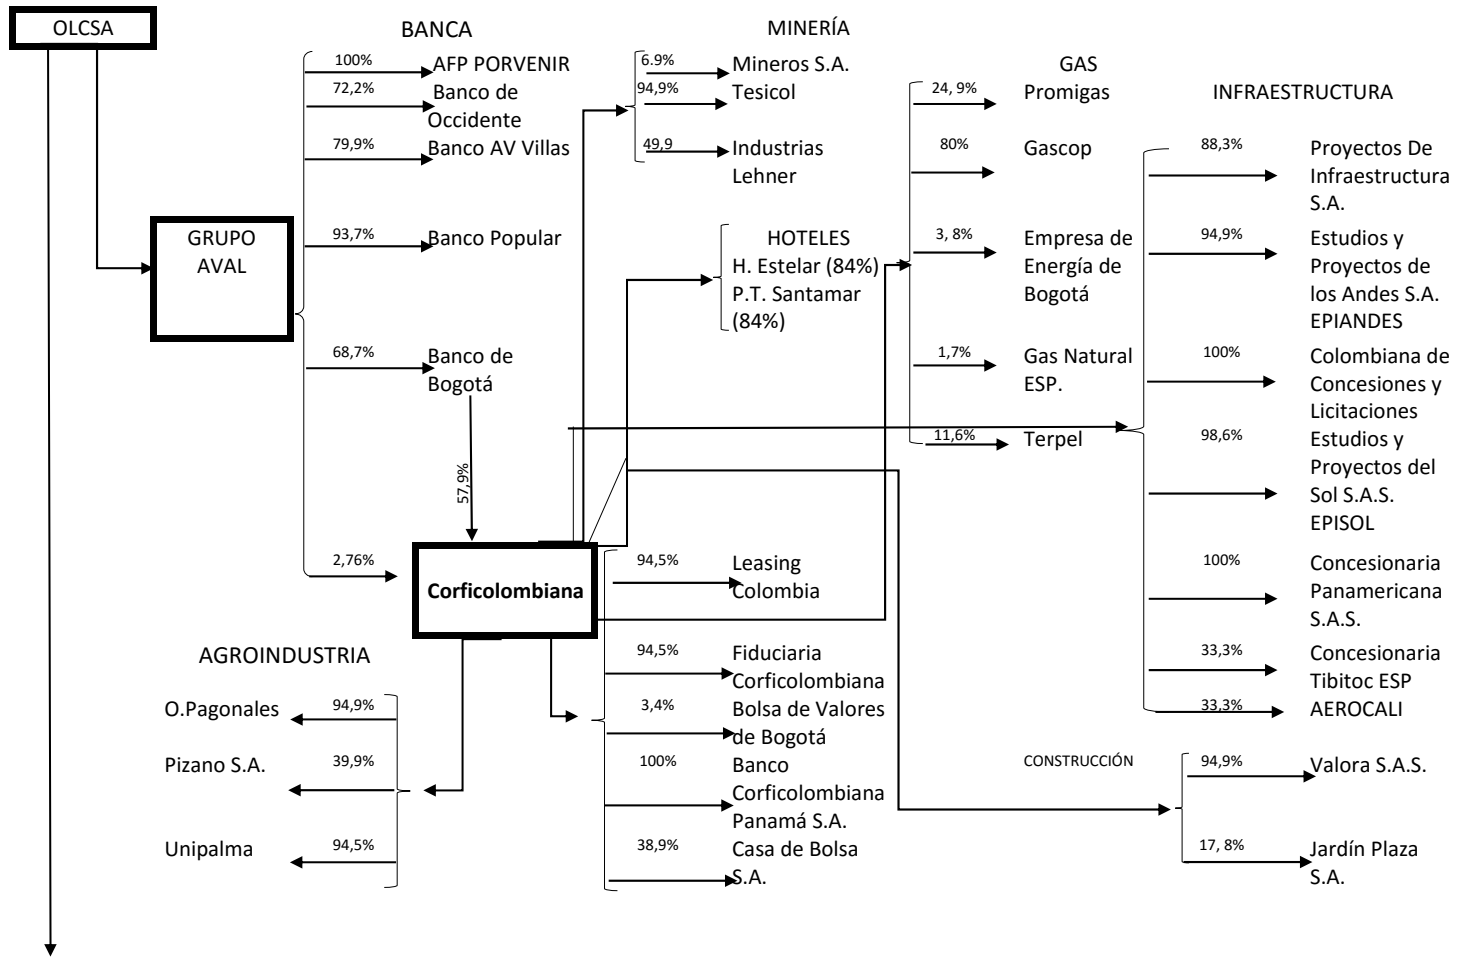 OLCSA
BANCA
MINERÍA
GAS
INFRAESTRUCTURA
GRUPO
AVAL
100%
AFP PORVENIR
72,2%
Banco de
Occidente
79,9%
Banco AV Villas
93,7%
Banco Popular
68,7%
Banco de
Bogotá
57,9%
2,76%
Corficolombiana
6.9%
Mineros S.A.
94,9%
Tesicol
49,9
Industrias
Lehner
HOTELES
H. Estelar (84%)
P.T. Santamar
(84%)
24, 9%
Promigas
80%
Gascop
3, 8%
Empresa de
Energía de
Bogotá
1,7%
Gas Natural
ESP.
11,6%
Terpel
88,3%
Proyectos De
Infraestructura
S.A.
94,9%
Estudios y
Proyectos de
los Andes S.A.
EPIANDES
100%
Colombiana de
Concesiones y
Licitaciones
98,6%
Estudios y
Proyectos del
Sol S.A.S.
EPISOL
100%
Concesionaria
Panamericana
S.A.S.
33,3%
Concesionaria
Tibitoc ESP
33,3%
AEROCALI
94,5%
Leasing
Colombia
94,5%
Fiduciaria
Corficolombiana
3,4%
Bolsa de Valores
de Bogotá
100%
Banco
Corficolombiana
Panamá S.A.
38,9%
Casa de Bolsa
S.A.
AGROINDUSTRIA
O.Pagonales
94,9%
Pizano S.A.
39,9%
Unipalma
94,5%
CONSTRUCCIÓN
94,9%
Valora S.A.S.
17, 8%
Jardín Plaza
S.A.